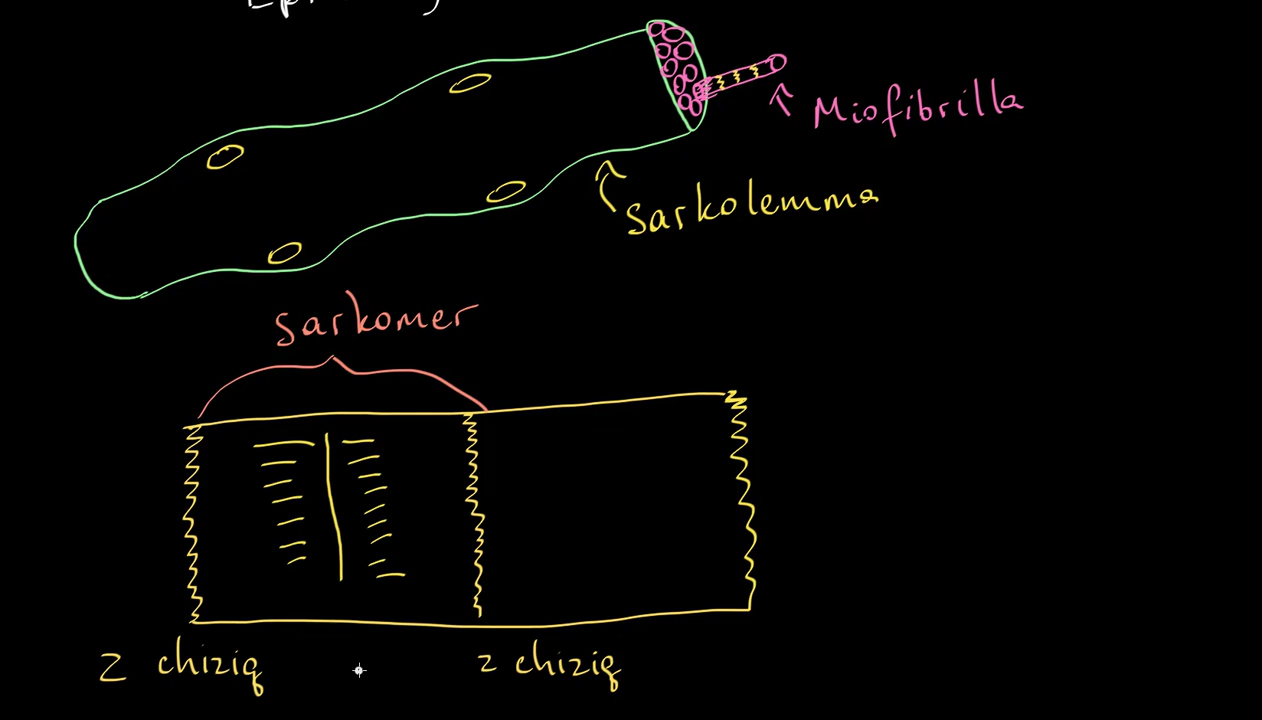 Miofibrilla
Sarkolemma
Sarkomer
Z chiziq
z chiziq